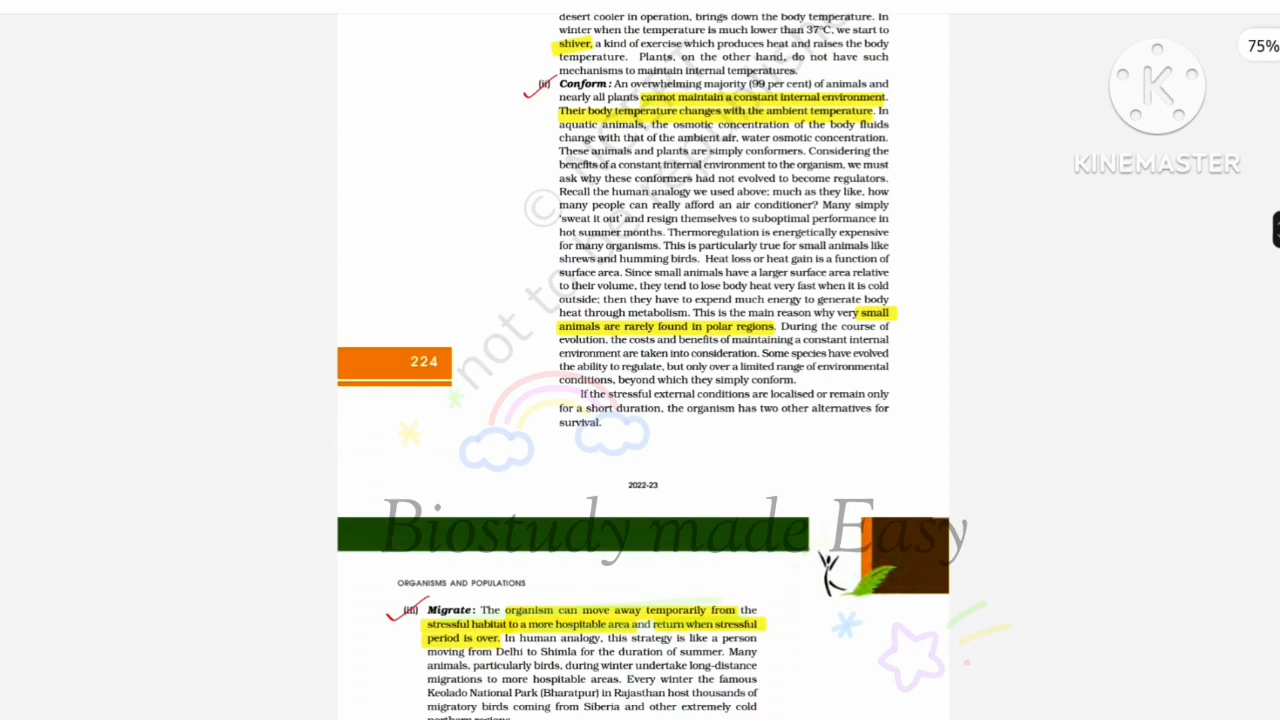 desert cooler in operation, brings down the body temperature. In
winter when the temperature is much lower than 37°C, we start to
shiver, a kind of exercise which produces heat and raises the body
temperature. Plants, on the other hand, do not have such
mechanisms to maintain internal temperatures.
(ii) Conform: An overwhelming majority (99 per cent) of animals and
nearly all plants cannot maintain a constant internal environment.
Their body temperature changes with the ambient temperature. In
aquatic animals, the osmotic concentration of the body fluids
change with that of the ambient air, water osmotic concentration.
These animals and plants are simply conformers. Considering the
benefits of a constant internal environment to the organism, we must
ask why these conformers had not evolved to become regulators.
Recall the human analogy we used above; much as they like, how
many people can really afford an air conditioner? Many simply
'sweat it out' and resign themselves to suboptimal performance in
hot summer months. Thermoregulation is energetically expensive
for many organisms. This is particularly true for small animals like
shrews and humming birds. Heat loss or heat gain is a function of
surface area. Since small animals have a larger surface area relative
to their volume, they tend to lose body heat very fast when it is cold
outside; then they have to expend much energy to generate body
heat through metabolism. This is the main reason why very small
animals are rarely found in polar regions. During the course of
evolution, the costs and benefits of maintaining a constant internal
environment are taken into consideration. Some species have evolved
the ability to regulate, but only over a limited range of environmental
conditions, beyond which they simply conform.
If the stressful external conditions are localised or remain only
for a short duration, the organism has two other alternatives for
survival.
224
2022-23
Biostudy made Easy
ORGANISMS AND POPULATIONS
(iii) Migrate: The organism can move away temporarily from the
stressful habitat to a more hospitable area and return when stressful
period is over. In human analogy, this strategy is like a person
moving from Delhi to Shimla for the duration of summer. Many
animals, particularly birds, during winter undertake long-distance
migrations to more hospitable areas. Every winter the famous
Keolado National Park (Bharatpur) in Rajasthan host thousands of
migratory birds coming from Siberia and other extremely cold
northern regions.
75%
K
KINEMASTER
© not to be